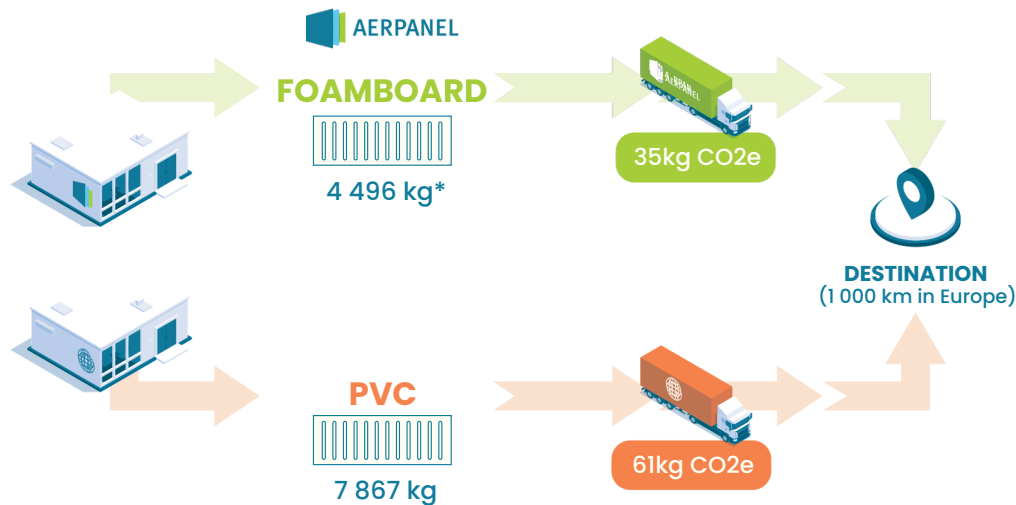 AERPANEL
FOAMBOARD
4 496 kg*
AERPANEL
35kg CO2e
DESTINATION
(1 000 km in Europe)
PVC
7 867 kg
61kg CO2e